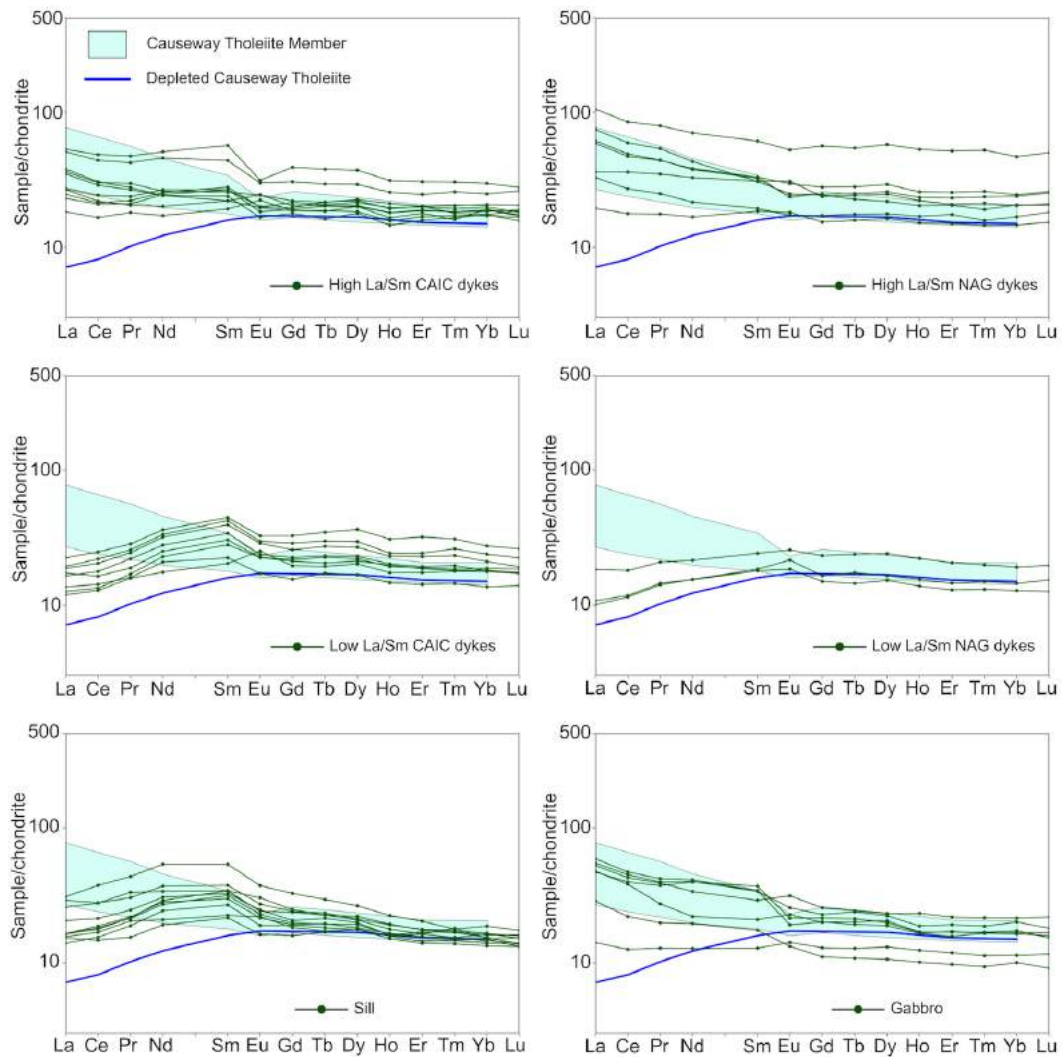 500
Causeway Tholeiite Member
Depleted Causeway Tholeiite
100
Sample/chondrite
10
High La/Sm CAIC dykes
La Ce Pr Nd Sm Eu Gd Tb Dy Ho Er Tm Yb Lu
500
100
Sample/chondrite
10
High La/Sm NAG dykes
La Ce Pr Nd Sm Eu Gd Tb Dy Ho Er Tm Yb Lu
500
100
Sample/chondrite
10
Low La/Sm CAIC dykes
La Ce Pr Nd Sm Eu Gd Tb Dy Ho Er Tm Yb Lu
500
100
Sample/chondrite
10
Low La/Sm NAG dykes
La Ce Pr Nd Sm Eu Gd Tb Dy Ho Er Tm Yb Lu
500
100
Sample/chondrite
10
Sill
La Ce Pr Nd Sm Eu Gd Tb Dy Ho Er Tm Yb Lu
500
100
Sample/chondrite
10
Gabbro
La Ce Pr Nd Sm Eu Gd Tb Dy Ho Er Tm Yb Lu